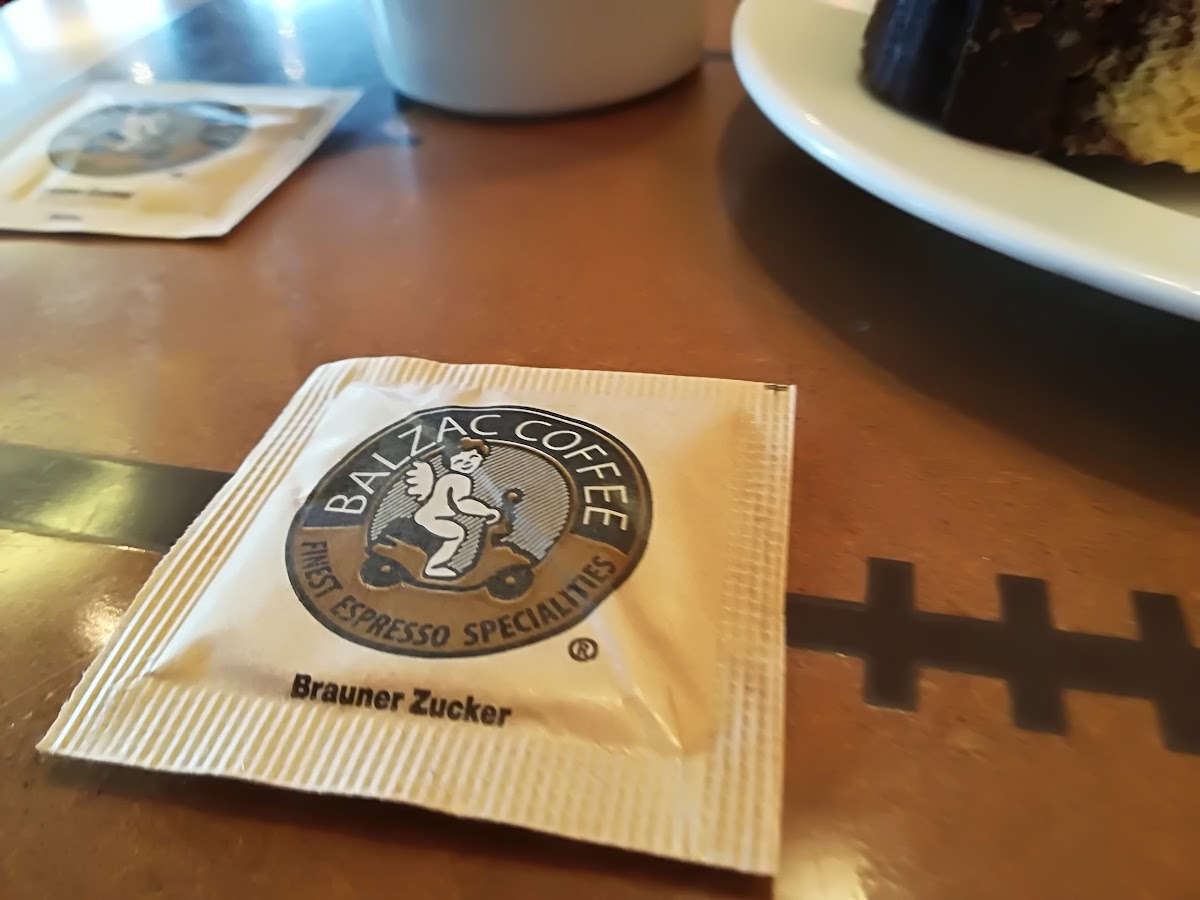 BALZAC COFFEE
FINEST ESPRESSO SPECIALITIES
®
Brauner Zucker